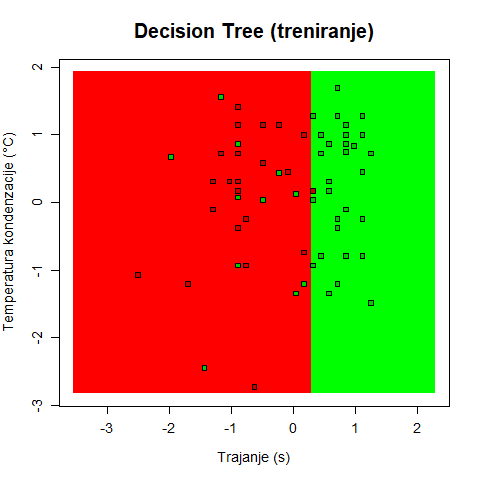 Decision Tree (treniranje)
Temperatura kondenzacije (°C)
2
1
0
-1
-2
-3
-3 -2 -1 0 1 2
Trajanje (s)